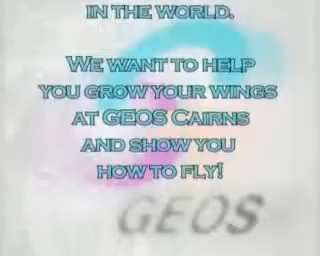 IN THE WORLD.
WE WANT TO HELP
YOU GROW YOUR WINGS
AT GEOS CAIRNS
AND SHOW YOU
HOW TO FLY!
GEOS